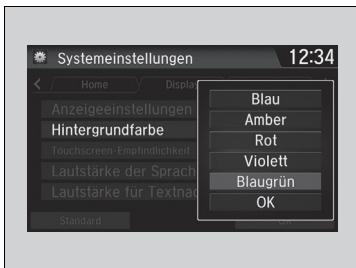 Systemeinstellungen 12:34
Home Display
Anzeigeeinstellungen
Hintergrundfarbe
Touchscreen-Empfindlichkeit
Lautstärke der Sprach
Lautstärke für Textnac
Standard OK
Blau
Amber
Rot
Violett
Blaugrün
OK